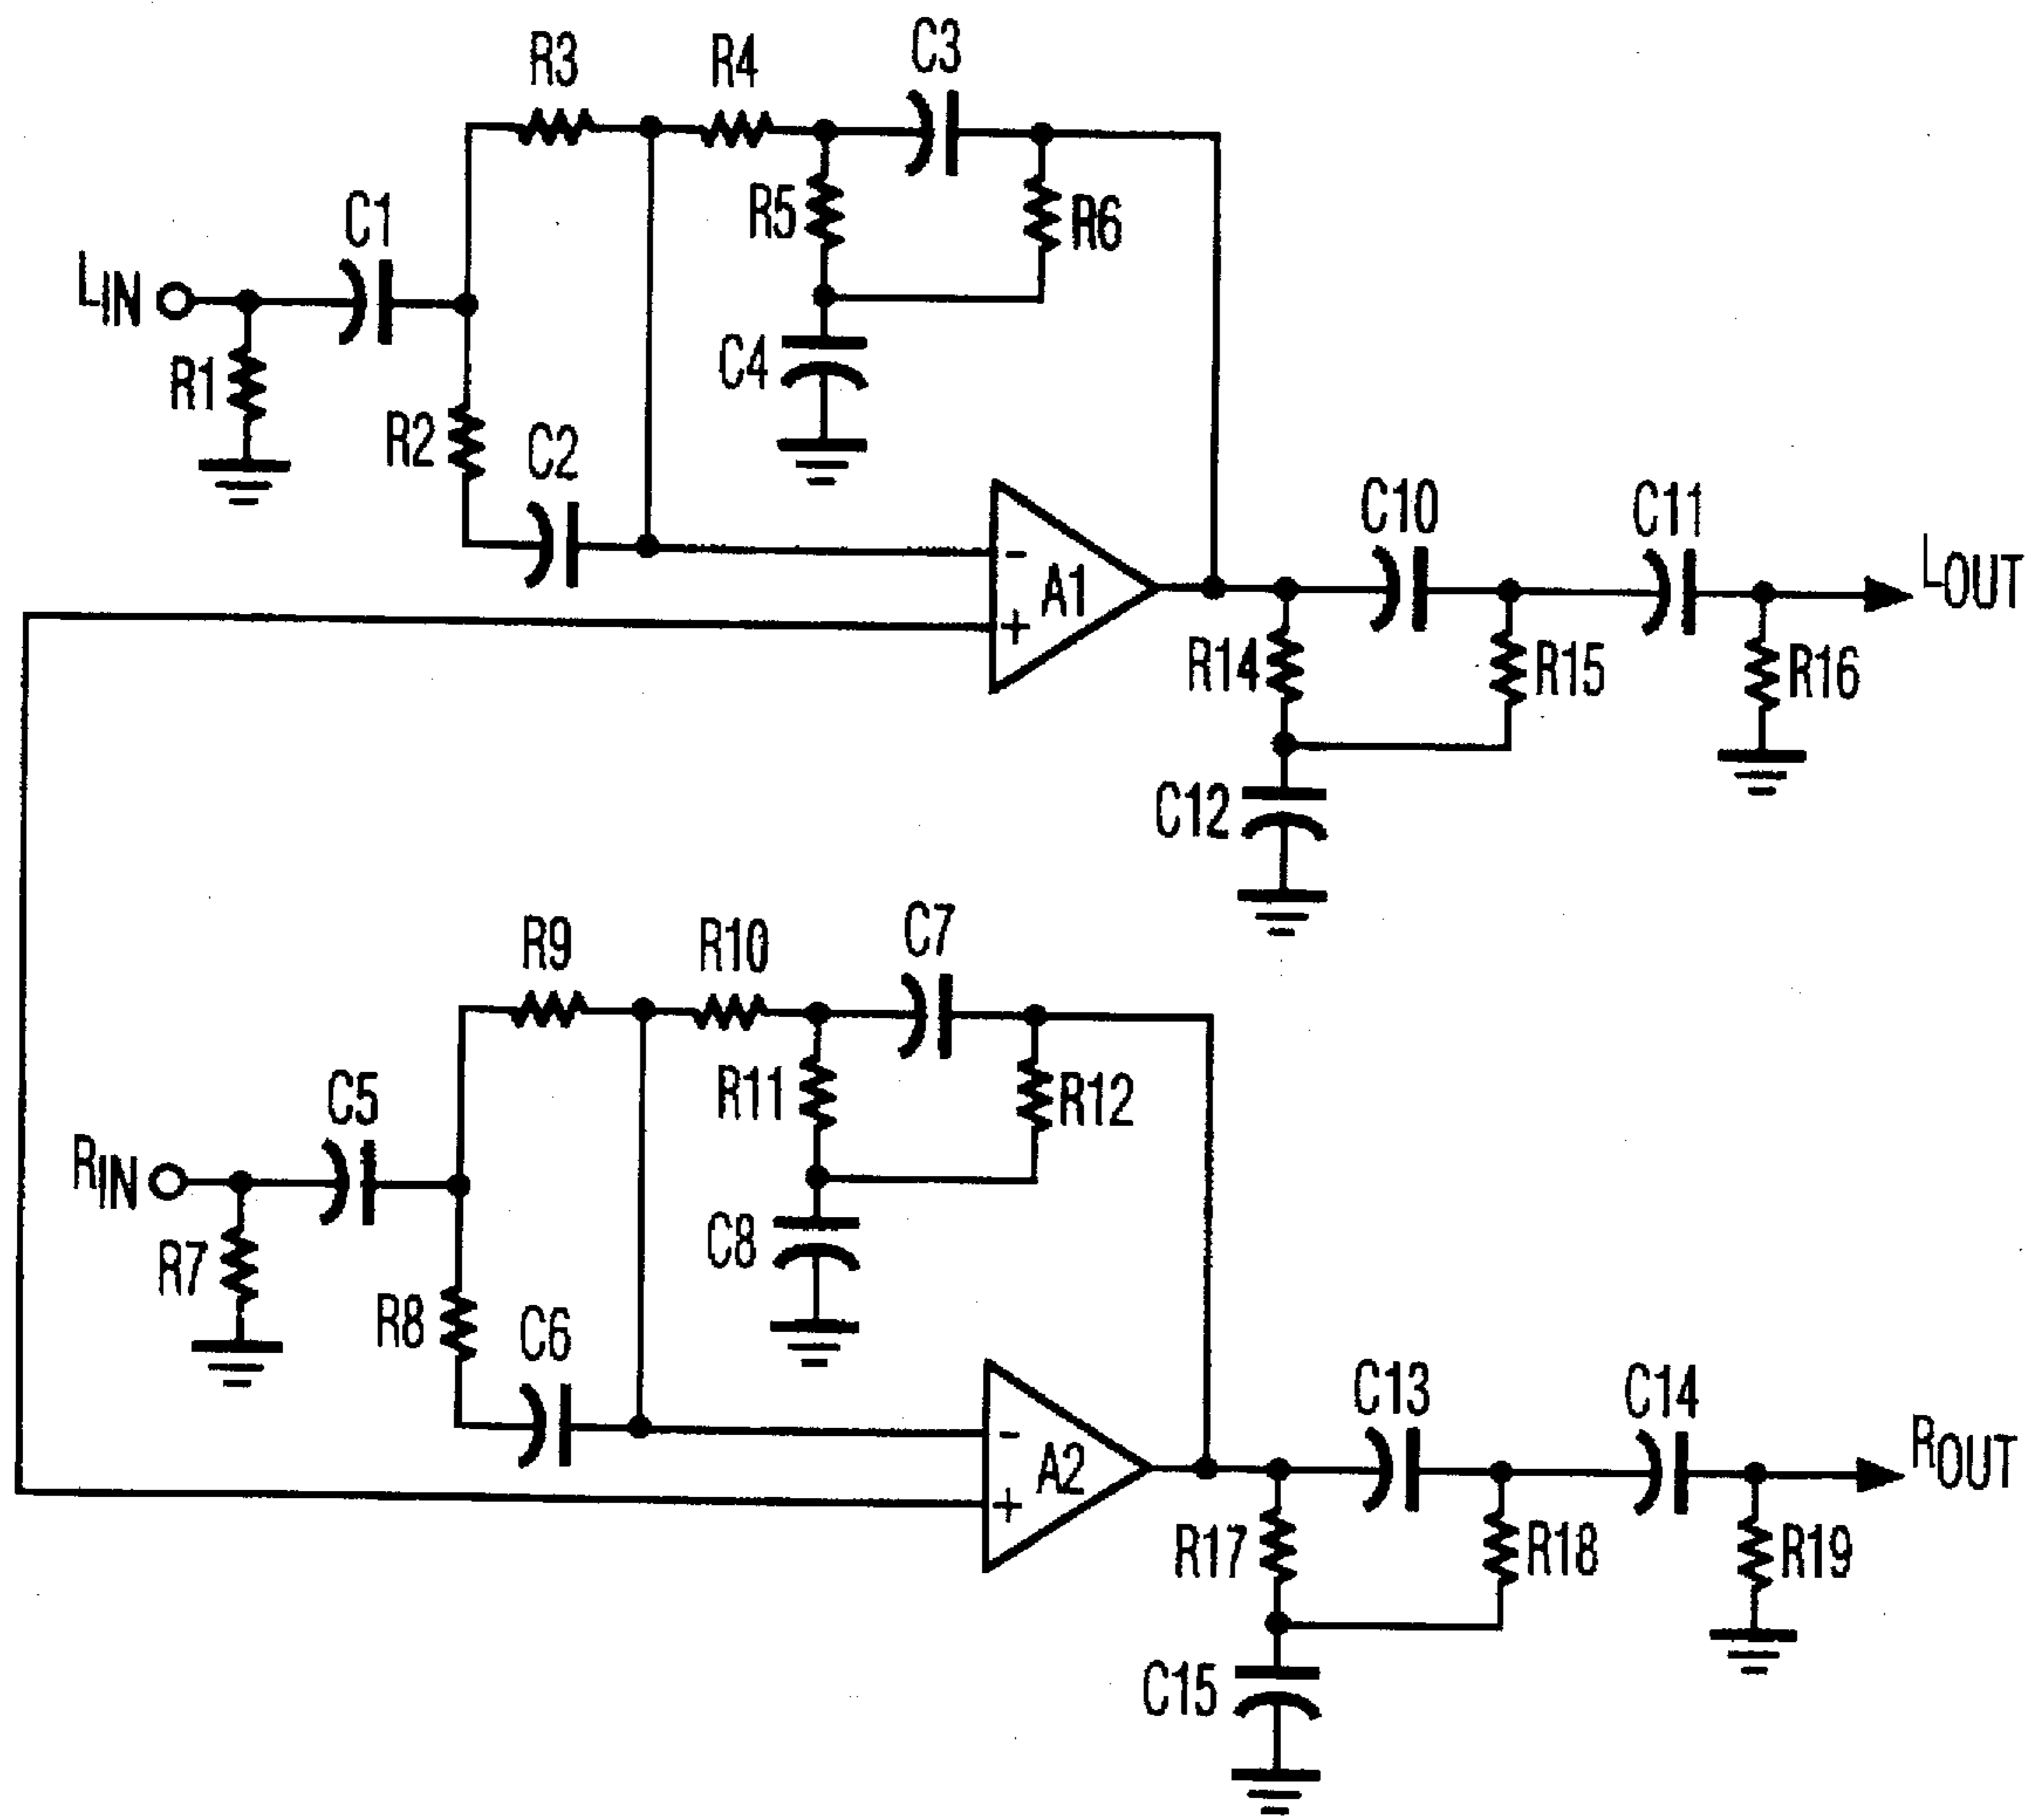 R3
R4
C3
C1
R5
R6
LIN
R1
C4
R2
C2
C10
C11
-
A1
LOUT
+
R14
R15
R16
C12
R9
R10
C7
C5
R11
R12
RIN
R7
C8
R8
C6
C13
C14
-
A2
ROUT
+
R17
R18
R19
C15